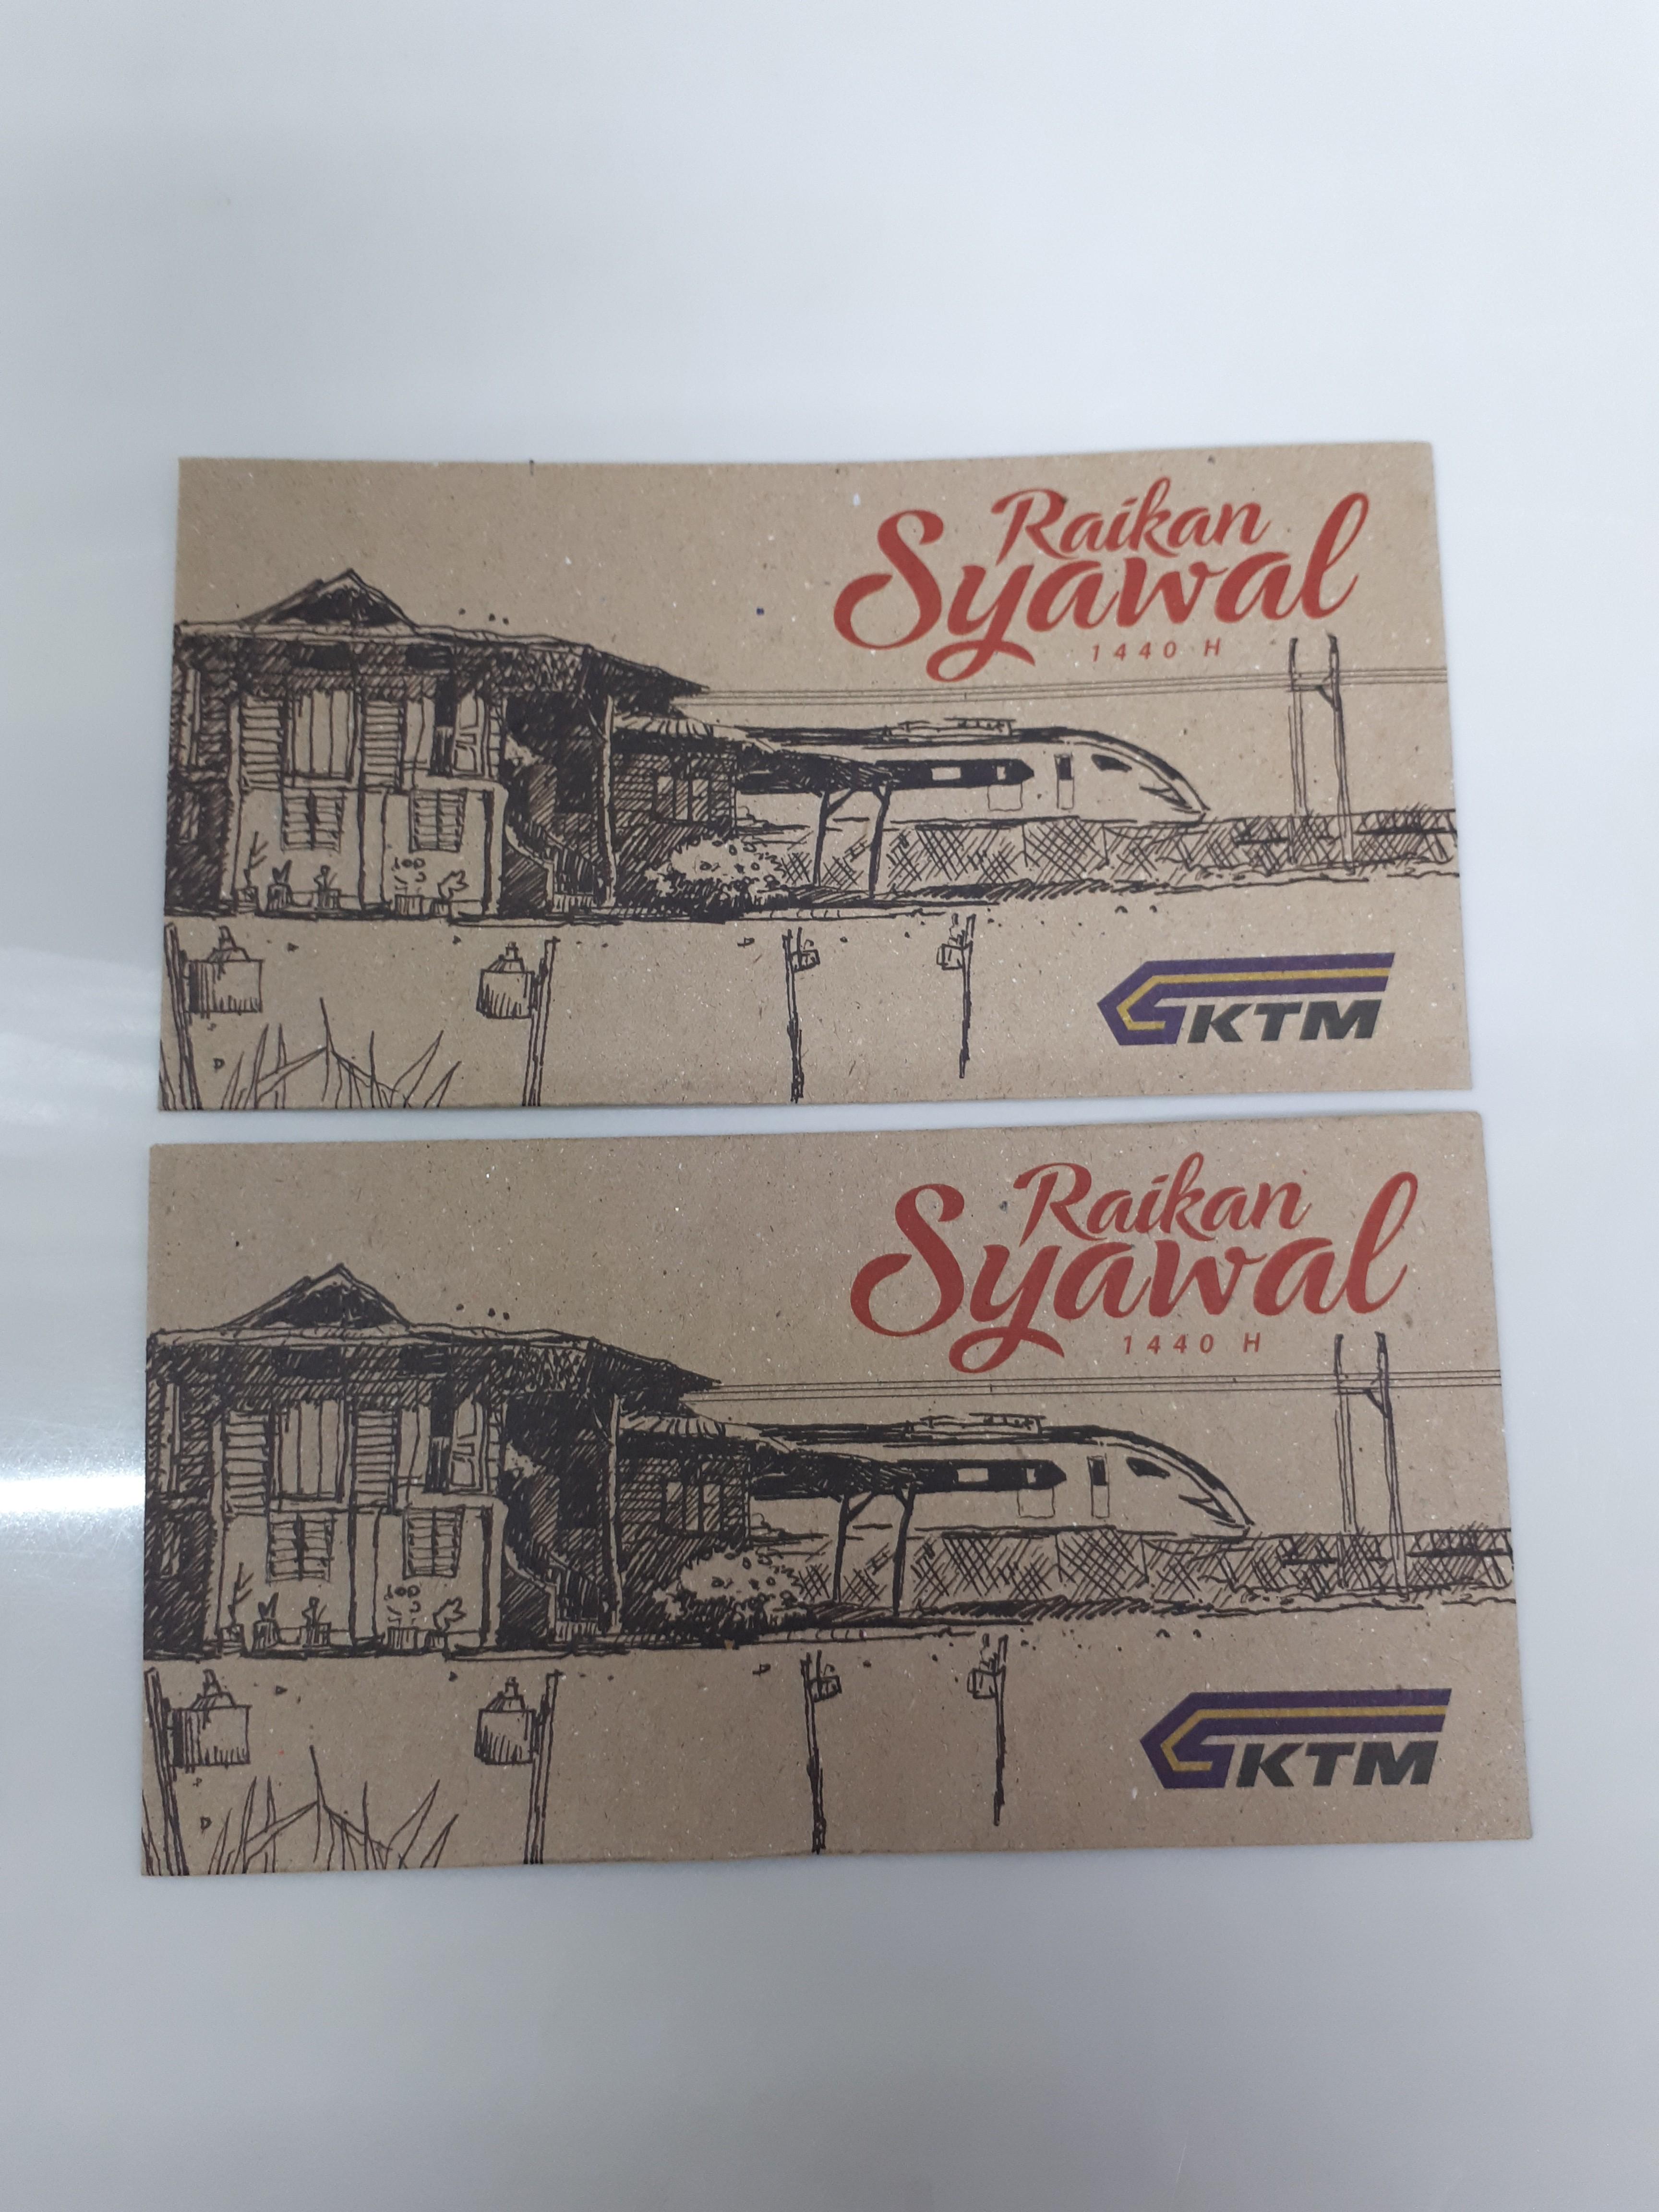 Raikan
Syawal
1440 H
KTM
Raikan
Syawal
1440 H
KTM